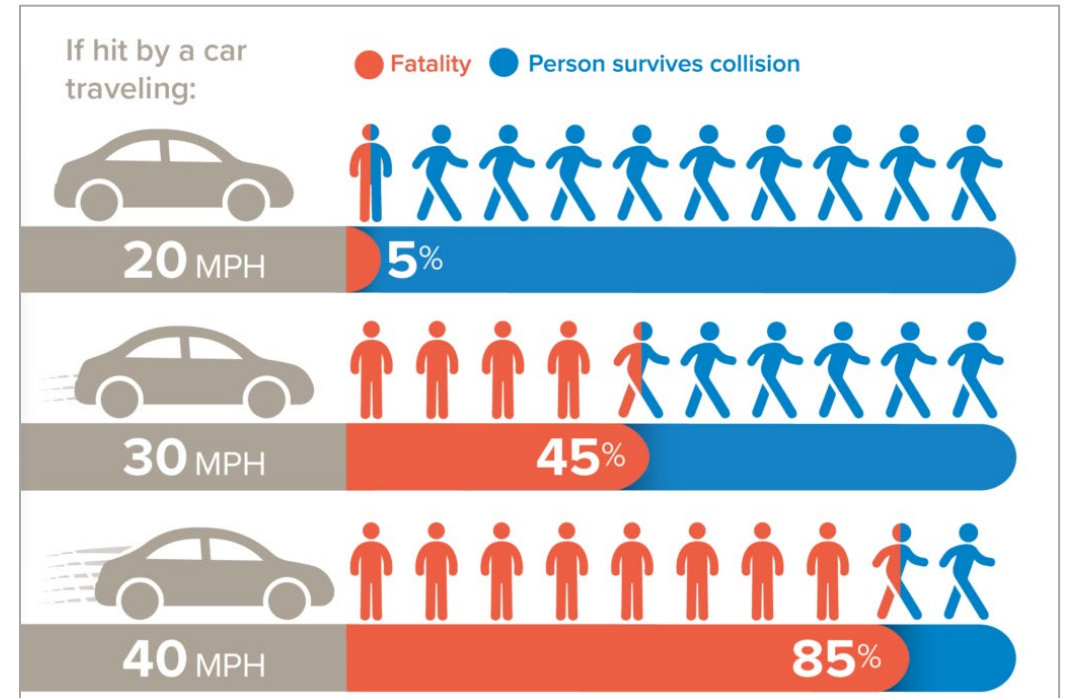 If hit by a car
traveling:
Fatality Person survives collision
20 MPH 5%
30 MPH 45%
40 MPH 85%